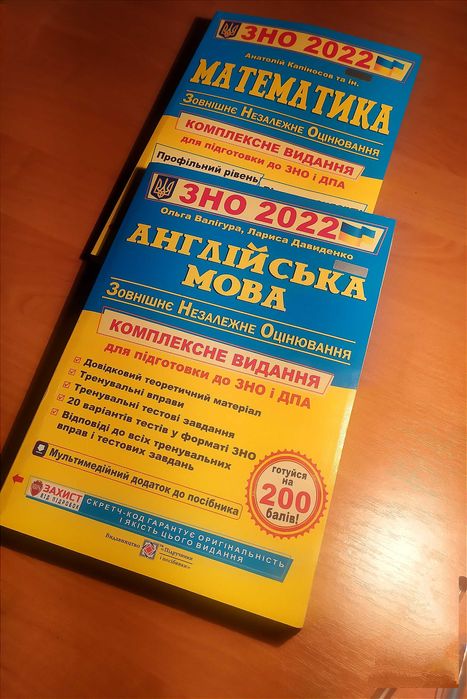 ЗНО 2022
Анатолій Капіносов та ін.
МАТЕМАТИКА
Зовнішнє Незалежне Оцінювання
КОМПЛЕКСНЕ ВИДАННЯ
для підготовки до ЗНО і ДПА
Профільний рівень
ЗНО 2022
Ольга Валігура, Лариса Давиденко
АНГЛІЙСЬКА
МОВА
Зовнішнє Незалежне Оцінювання
КОМПЛЕКСНЕ ВИДАННЯ
для підготовки до ЗНО і ДПА
Довідковий теоретичний матеріал
Тренувальні вправи
Тренувальні тестові завдання
20 варіантів тестів у форматі ЗНО
Відповіді до всіх тренувальних
вправ і тестових завдань
Мультимедійний додаток до посібника
готуйся
на
200
балів!
ЗАХИСТ
ВІД ПІДРОБОК
СКРЕТЧ-КОД ГАРАНТУЄ ОРИГІНАЛЬНІСТЬ
І ЯКІСТЬ ЦЬОГО ВИДАННЯ
Видавництво
«Підручники
і посібники»